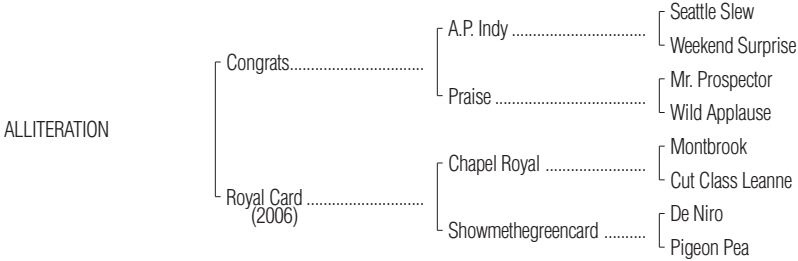 Seattle Slew
A.P. Indy ..............................
Weekend Surprise
Congrats..............................
Mr. Prospector
Praise ..................................
Wild Applause
ALLITERATION
Montbrook
Chapel Royal ......................
Cut Class Leanne
Royal Card ..........................
(2006)
De Niro
Showmethegreencard .........
Pigeon Pea